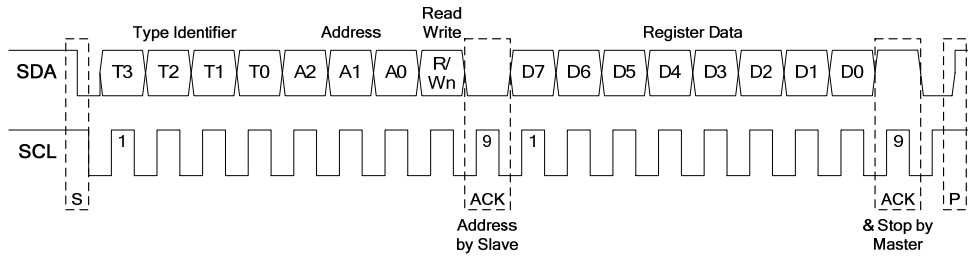 Type Identifier Address Read Write Register Data
SDA T3 T2 T1 T0 A2 A1 A0 R/Wn D7 D6 D5 D4 D3 D2 D1 D0
SCL 1 9 1 9
S ACK ACK P
Address by Slave
& Stop by Master